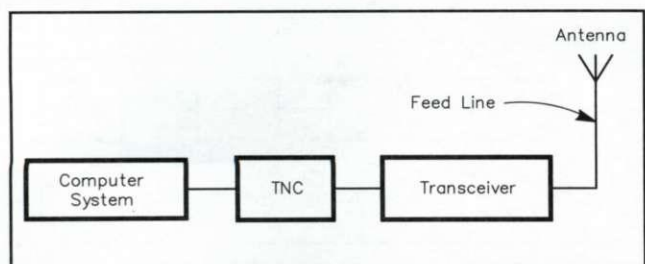 Antenna
Feed Line
Computer
System
TNC
Transceiver